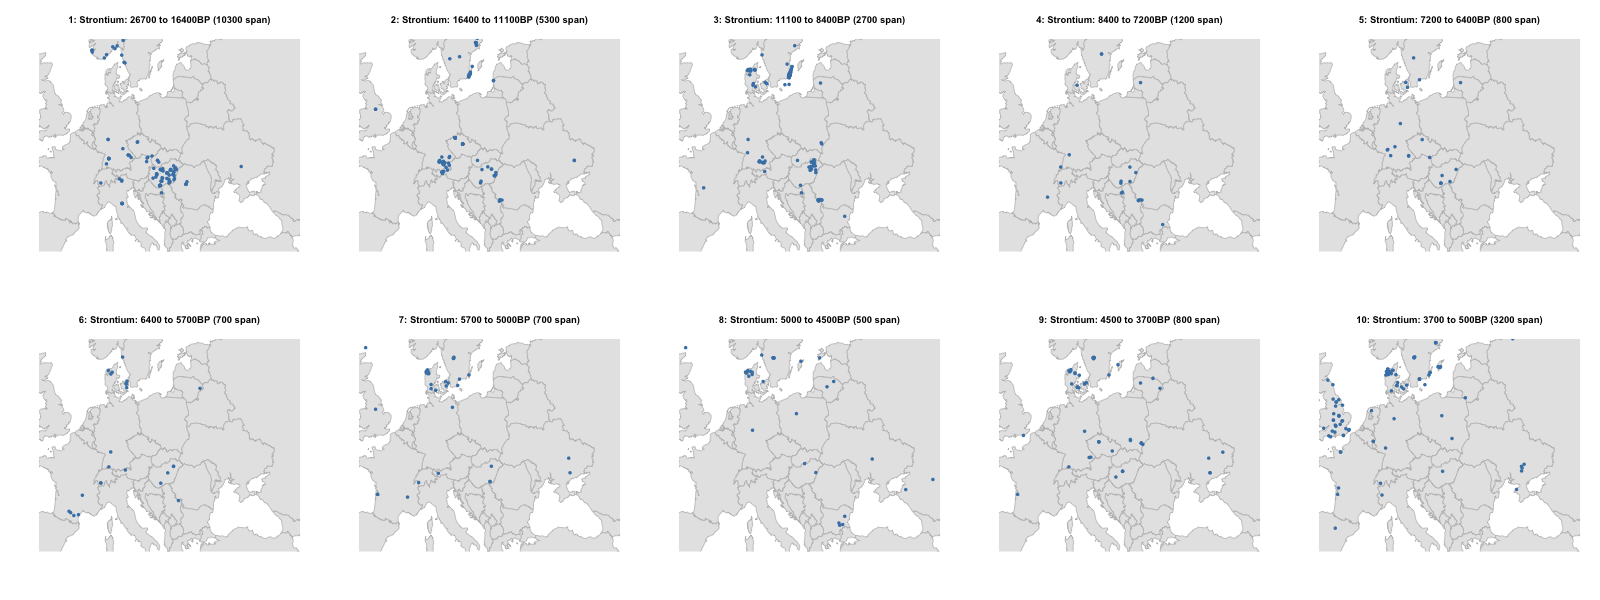 1: Strontium: 26700 to 16400BP (10300 span)
2: Strontium: 16400 to 11100BP (5300 span)
3: Strontium: 11100 to 8400BP (2700 span)
4: Strontium: 8400 to 7200BP (1200 span)
5: Strontium: 7200 to 6400BP (800 span)
6: Strontium: 6400 to 5700BP (700 span)
7: Strontium: 5700 to 5000BP (700 span)
8: Strontium: 5000 to 4500BP (500 span)
9: Strontium: 4500 to 3700BP (800 span)
10: Strontium: 3700 to 500BP (3200 span)